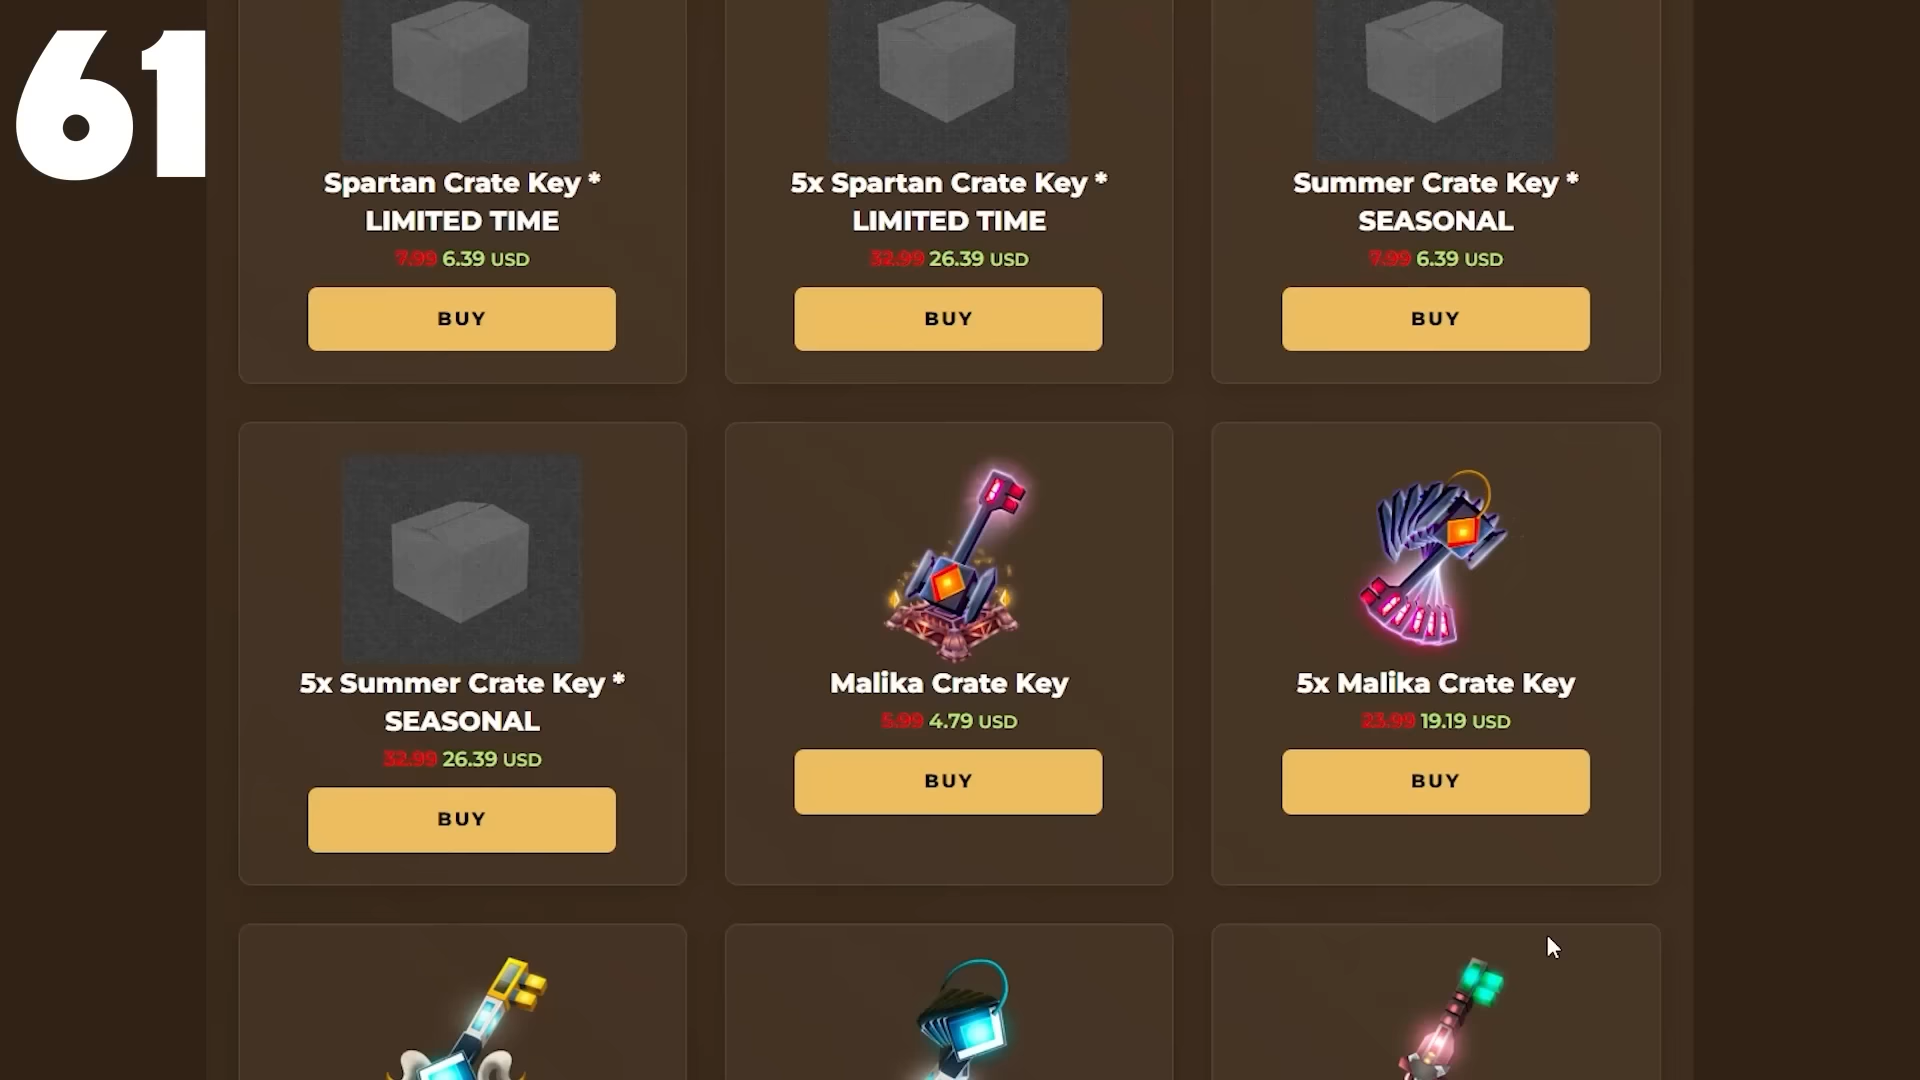 61
Spartan Crate Key *
LIMITED TIME
7.99 6.39 USD
BUY
5x Spartan Crate Key *
LIMITED TIME
32.99 26.39 USD
BUY
Summer Crate Key *
SEASONAL
7.99 6.39 USD
BUY
5x Summer Crate Key *
SEASONAL
32.99 26.39 USD
BUY
Malika Crate Key
5.99 4.79 USD
BUY
5x Malika Crate Key
23.99 19.19 USD
BUY